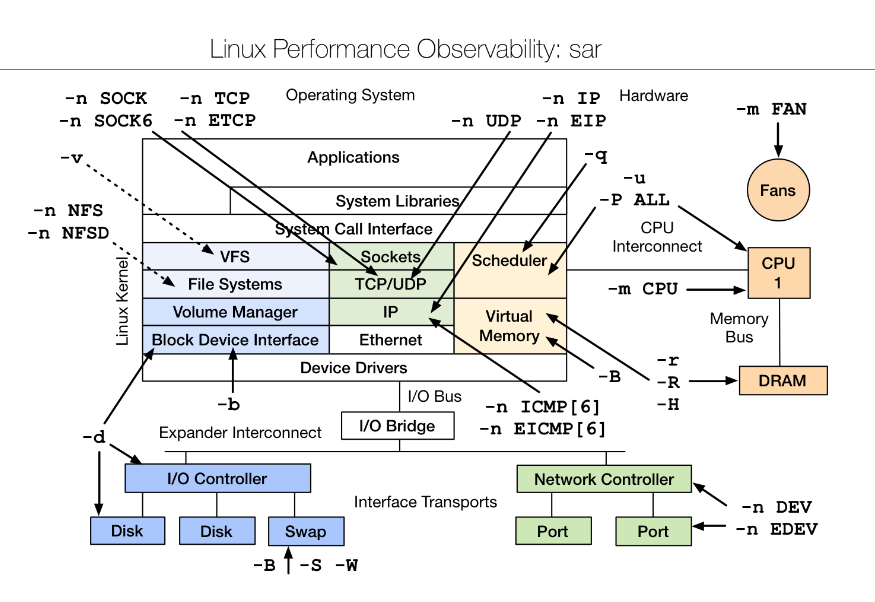 Linux Performance Observability: sar
Operating System
Hardware
-n SOCK
-n SOCK6
-n TCP
-n ETCP
-n UDP
-n IP
-n EIP
-m FAN
Fans
-v
-n NFS
-n NFSD
-q
-u
-P ALL
Applications
System Libraries
System Call Interface
VFS
Sockets
Scheduler
File Systems
TCP/UDP
Volume Manager
IP
Virtual
Memory
Block Device Interface
Ethernet
Device Drivers
Linux Kernel
CPU
Interconnect
CPU
1
-m CPU
Memory
Bus
-r
-R
-H
DRAM
-B
-b
I/O Bus
-n ICMP[6]
-n EICMP[6]
I/O Bridge
Expander Interconnect
-d
I/O Controller
Network Controller
Interface Transports
-n DEV
-n EDEV
Disk
Disk
Swap
Port
Port
-B
-S
-W